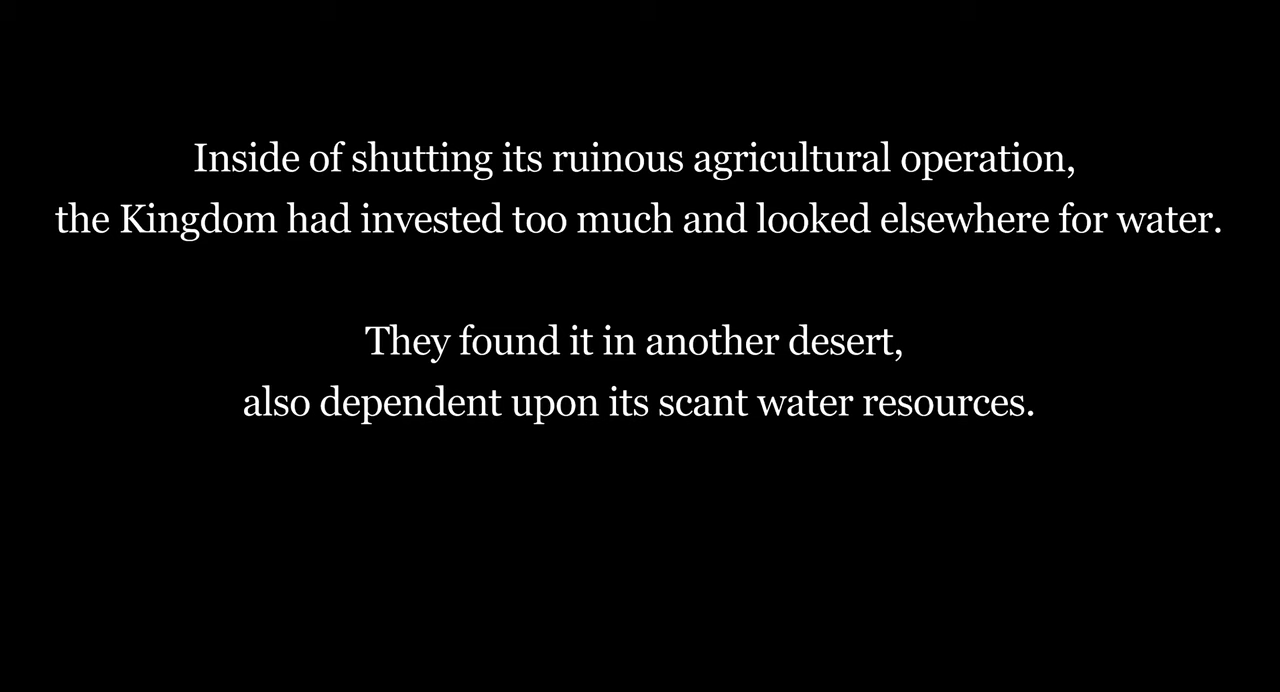 Inside of shutting its ruinous agricultural operation,
the Kingdom had invested too much and looked elsewhere for water.
They found it in another desert,
also dependent upon its scant water resources.